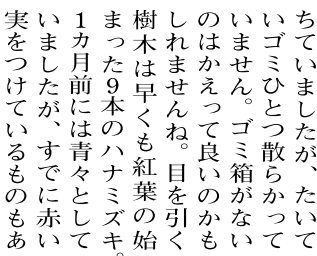 ちていましたが、たいて
いゴミひとつ散らかって
いません。ゴミ箱がない
のはかえって良いのかも
しれませんね。目を引く
樹木は早くも紅葉の始
まった９本のハナミズキ。
１カ月前には青々として
いましたが、すでに赤い
実をつけているものもあ